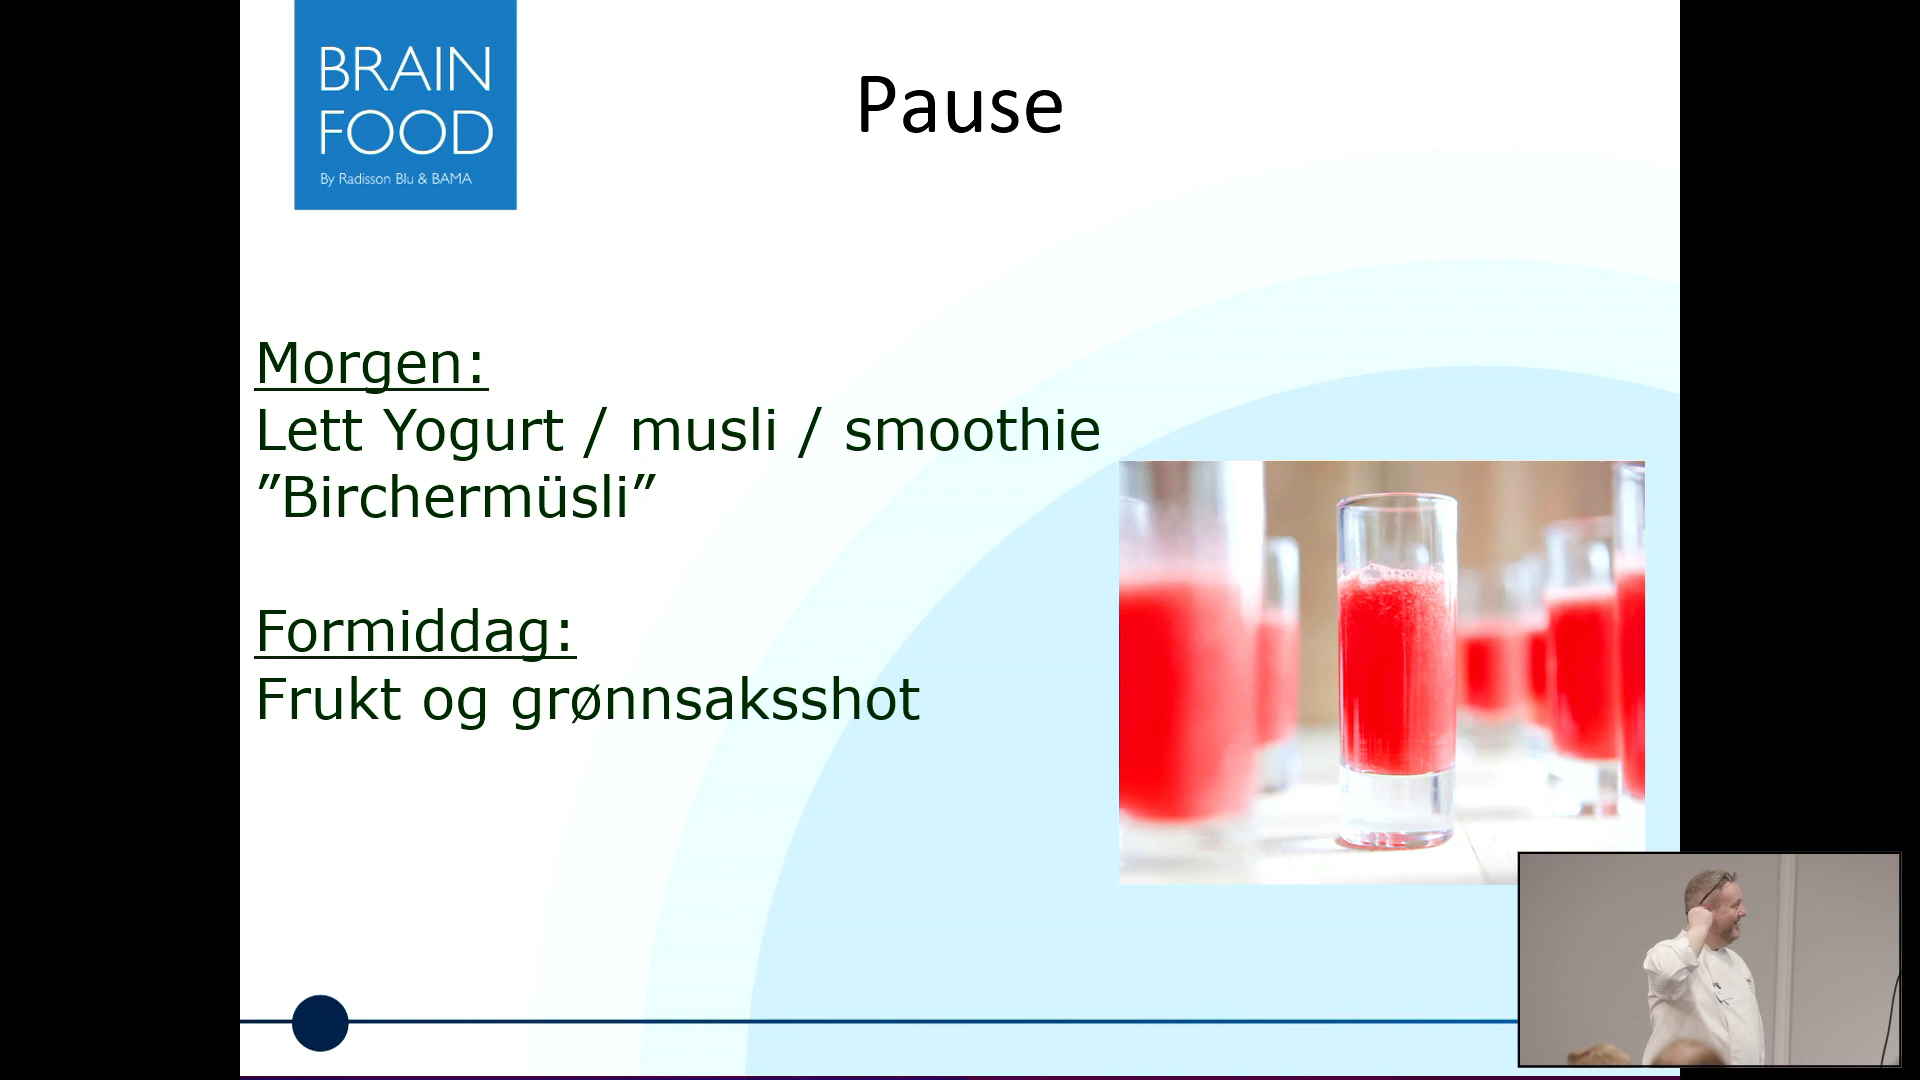 BRAIN
FOOD
By Radisson Blu & BAMA
Pause
Morgen:
Lett Yogurt / musli / smoothie
”Birchermüsli”
Formiddag:
Frukt og grønnsaksshot